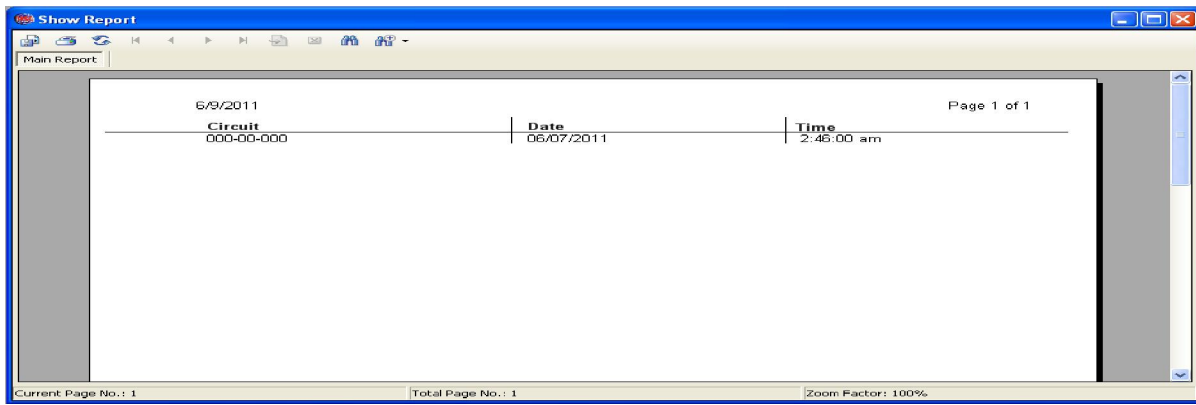 Show Report
Main Report
6/9/2011 Page 1 of 1
Circuit Date Time
000-00-000 06/07/2011 2:46:00 am
Current Page No.: 1 Total Page No.: 1 Zoom Factor: 100%